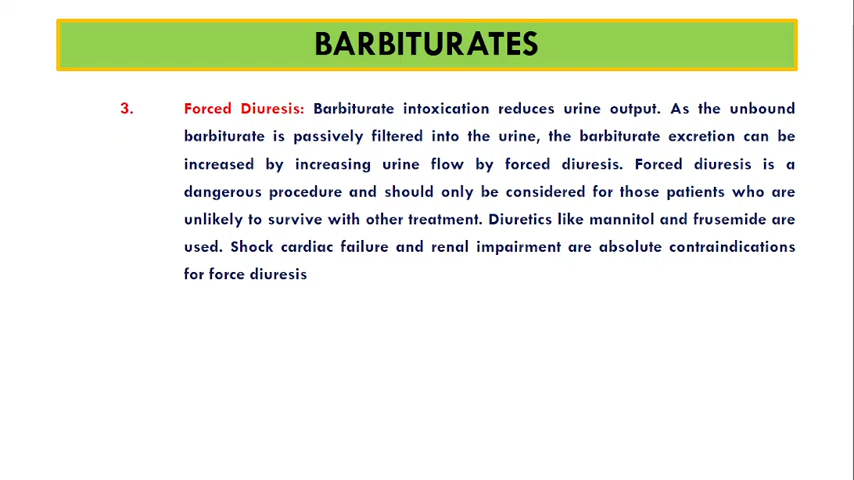 BARBITURATES
3. Forced Diuresis: Barbiturate intoxication reduces urine output. As the unbound
barbiturate is passively filtered into the urine, the barbiturate excretion can be
increased by increasing urine flow by forced diuresis. Forced diuresis is a
dangerous procedure and should only be considered for those patients who are
unlikely to survive with other treatment. Diuretics like mannitol and frusemide are
used. Shock cardiac failure and renal impairment are absolute contraindications
for force diuresis